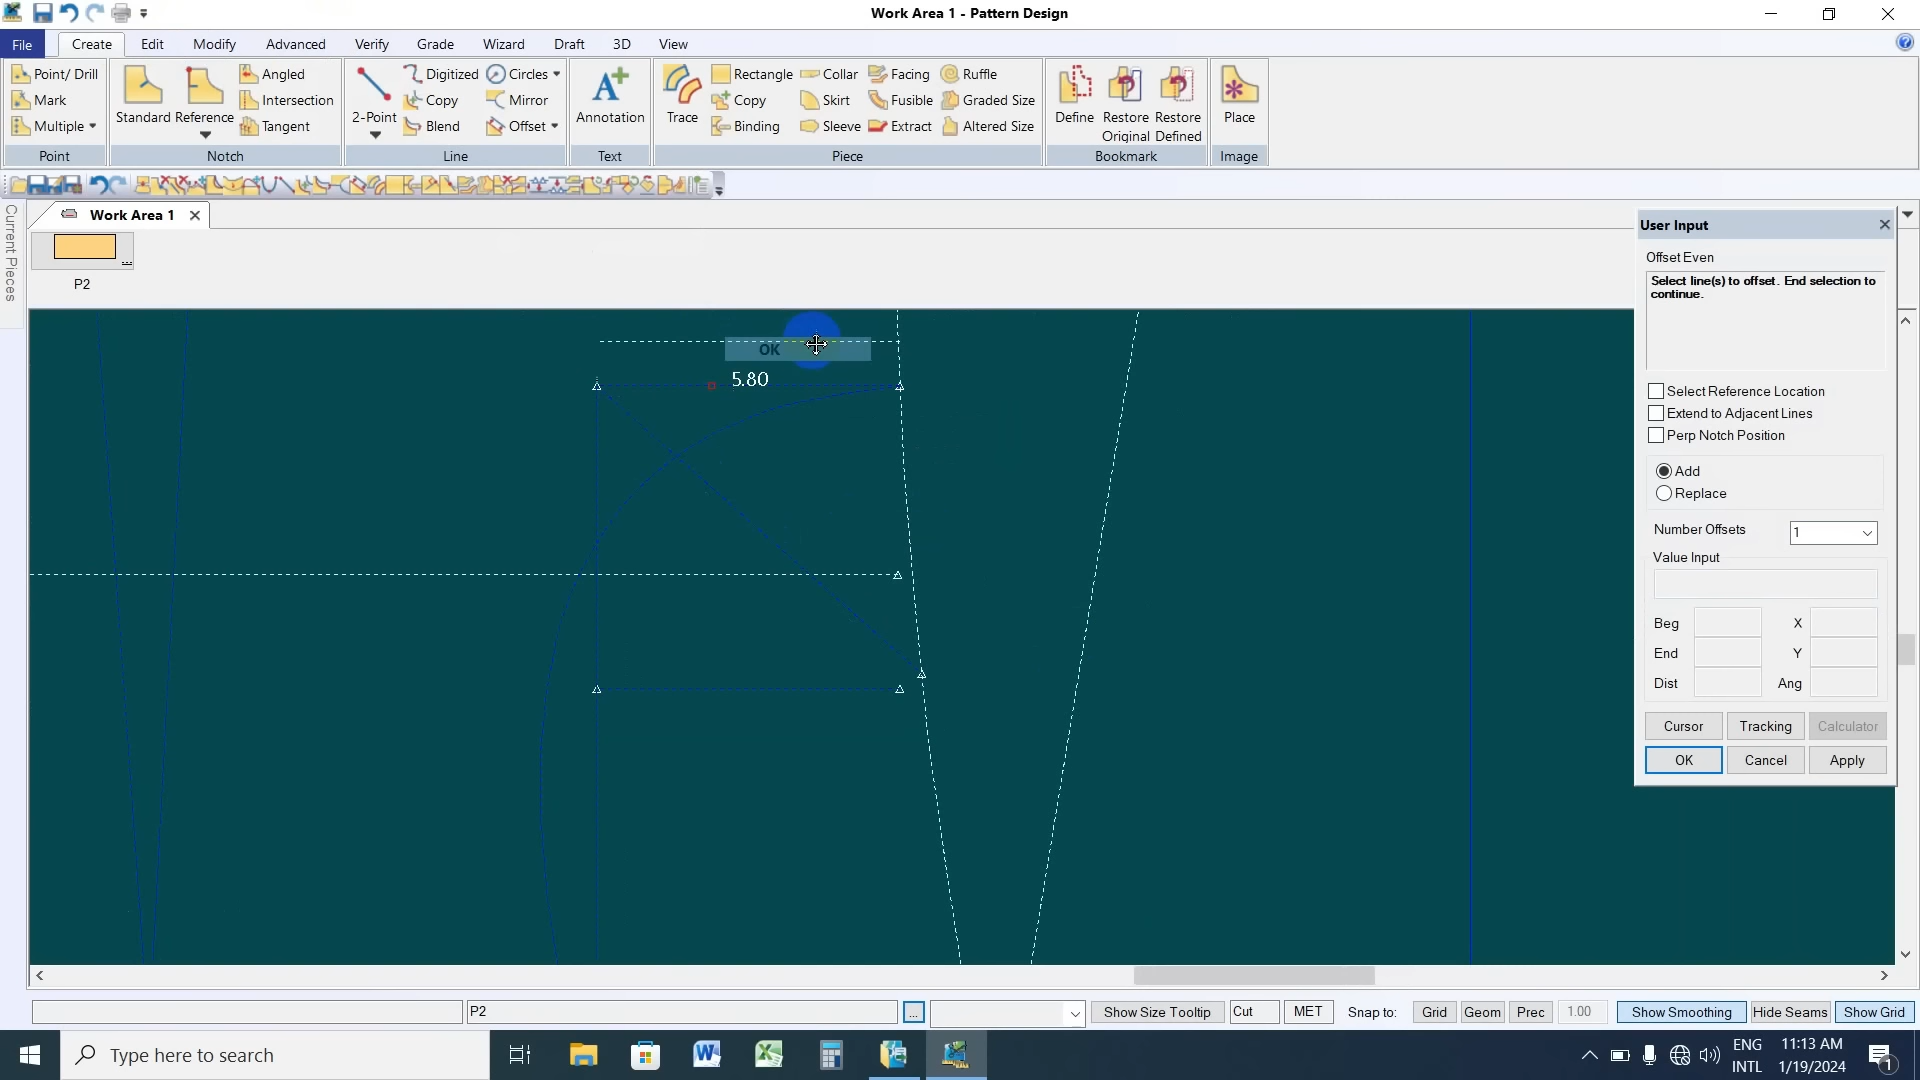 Work Area 1 - Pattern Design
File Create Edit Modify Advanced Verify Grade Wizard Draft 3D View
Point/ Drill
Mark
Multiple
Point
Standard
Reference
Angled
Intersection
Tangent
Notch
2-Point
Digitized
Copy
Blend
Circles
Mirror
Offset
Line
Annotation
Text
Trace
Rectangle
Copy
Binding
Collar
Skirt
Sleeve
Facing
Fusible
Extract
Ruffle
Graded Size
Altered Size
Piece
Define
Restore
Original
Restore
Defined
Bookmark
Place
Image
Work Area 1
Current Pieces
P2
OK
5.80
User Input
Offset Even
Select line(s) to offset. End selection to
continue.
Select Reference Location
Extend to Adjacent Lines
Perp Notch Position
Add
Replace
Number Offsets 1
Value Input
Beg X
End Y
Dist Ang
Cursor Tracking Calculator
OK Cancel Apply
P2 ... Show Size Tooltip Cut MET Snap to: Grid Geom Prec 1.00 Show Smoothing Hide Seams Show Grid
Type here to search
ENG
INTL
11:13 AM
1/19/2024
1